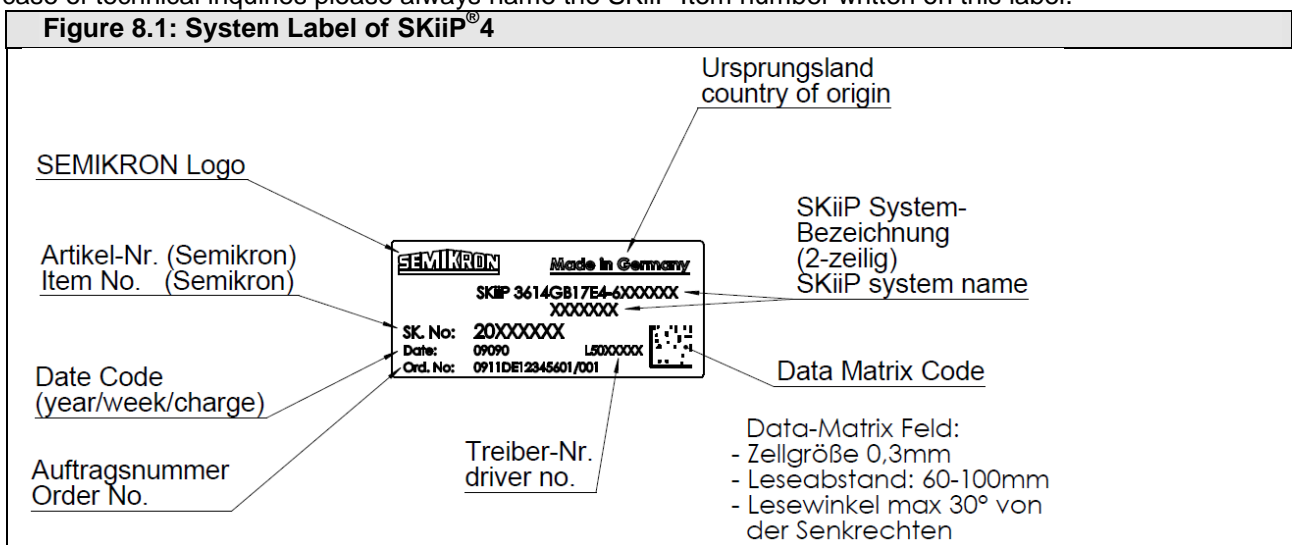 case of technical inquiries please always name the SKiiP Item number written on this label.
Figure 8.1: System Label of SKiiP®4
Ursprungsland
country of origin
SEMIKRON Logo
SKiiP System-
Bezeichnung
(2-zeilig)
SKiiP system name
Artikel-Nr. (Semikron)
Item No. (Semikron)
SEMIKRON Made in Germany
SKiiP 3614GB17E4-6XXXXXX
XXXXXXX
SK. No: 20XXXXXX
Date: 09090 L50XXXXX
Ord. No: 0911DE12345601/001
Date Code
(year/week/charge)
Data Matrix Code
Auftragsnummer
Order No.
Treiber-Nr.
driver no.
Data-Matrix Feld:
- Zellgröße 0,3mm
- Leseabstand: 60-100mm
- Lesewinkel max 30° von
der Senkrechten